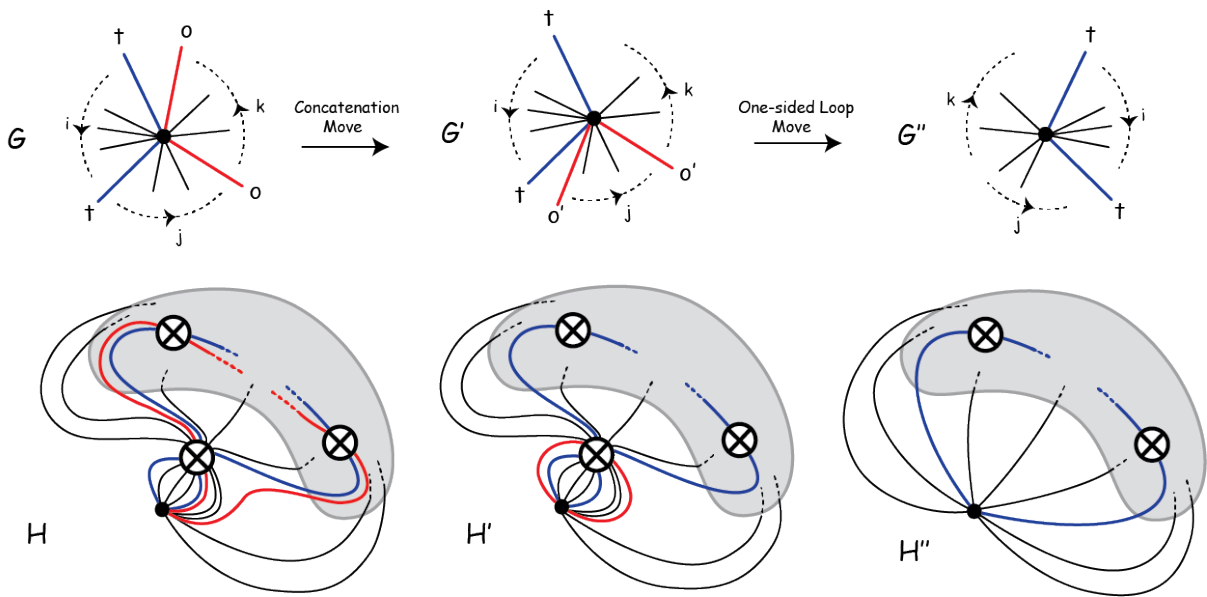 t o
i k
G
t o
j
Concatenation
Move
t
i k
G'
t o' o'
j
One-sided Loop
Move
t
k i
G''
t
j
H
H'
H''